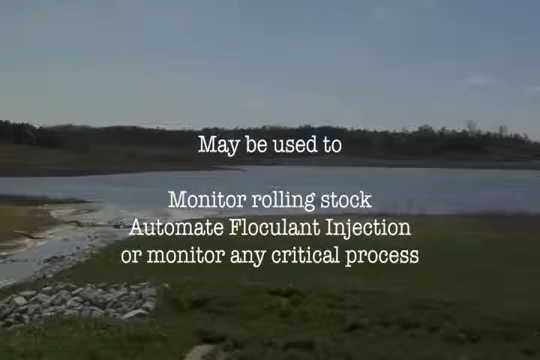 May be used to
Monitor rolling stock
Automate Floculant Injection
or monitor any critical process